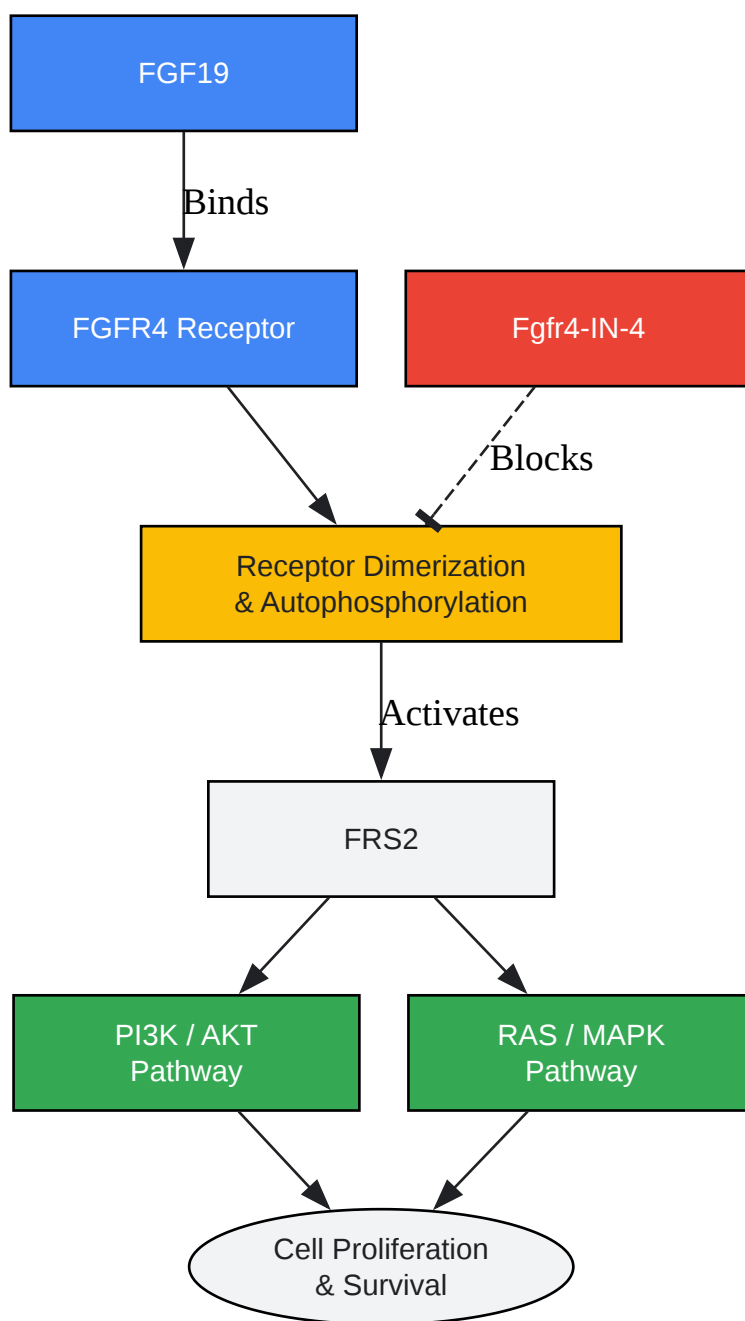 FGF19
Binds
FGFR4 Receptor
Fgfr4-IN-4
Blocks
Receptor Dimerization
& Autophosphorylation
Activates
FRS2
PI3K / AKT
Pathway
RAS / MAPK
Pathway
Cell Proliferation
& Survival